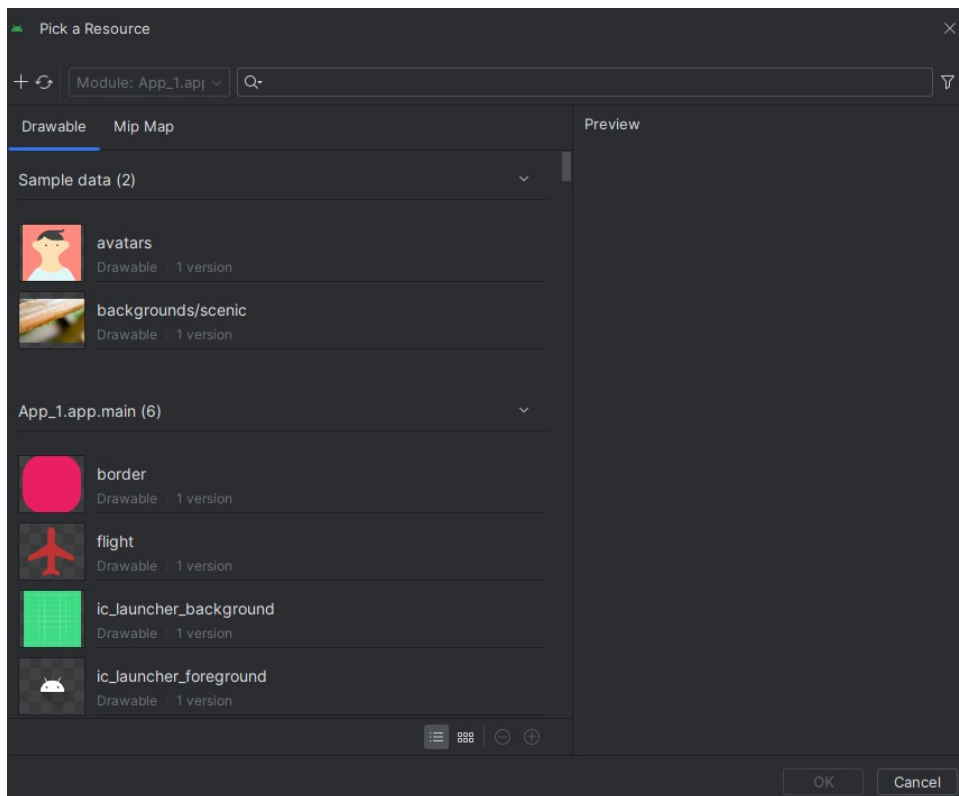 Pick a Resource
Module: App_1.app
Drawable Mip Map
Preview
Sample data (2)
avatars
Drawable | 1 version
backgrounds/scenic
Drawable | 1 version
App_1.app.main (6)
border
Drawable | 1 version
flight
Drawable | 1 version
ic_launcher_background
Drawable | 1 version
ic_launcher_foreground
Drawable | 1 version
OK Cancel